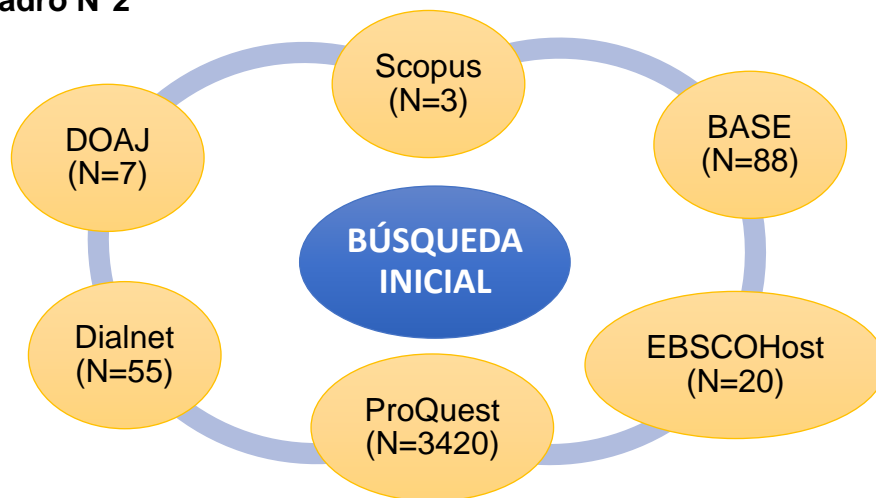 adro N°2
Scopus
(N=3)
BASE
(N=88)
EBSCOHost
(N=20)
ProQuest
(N=3420)
Dialnet
(N=55)
DOAJ
(N=7)
BÚSQUEDA
INICIAL